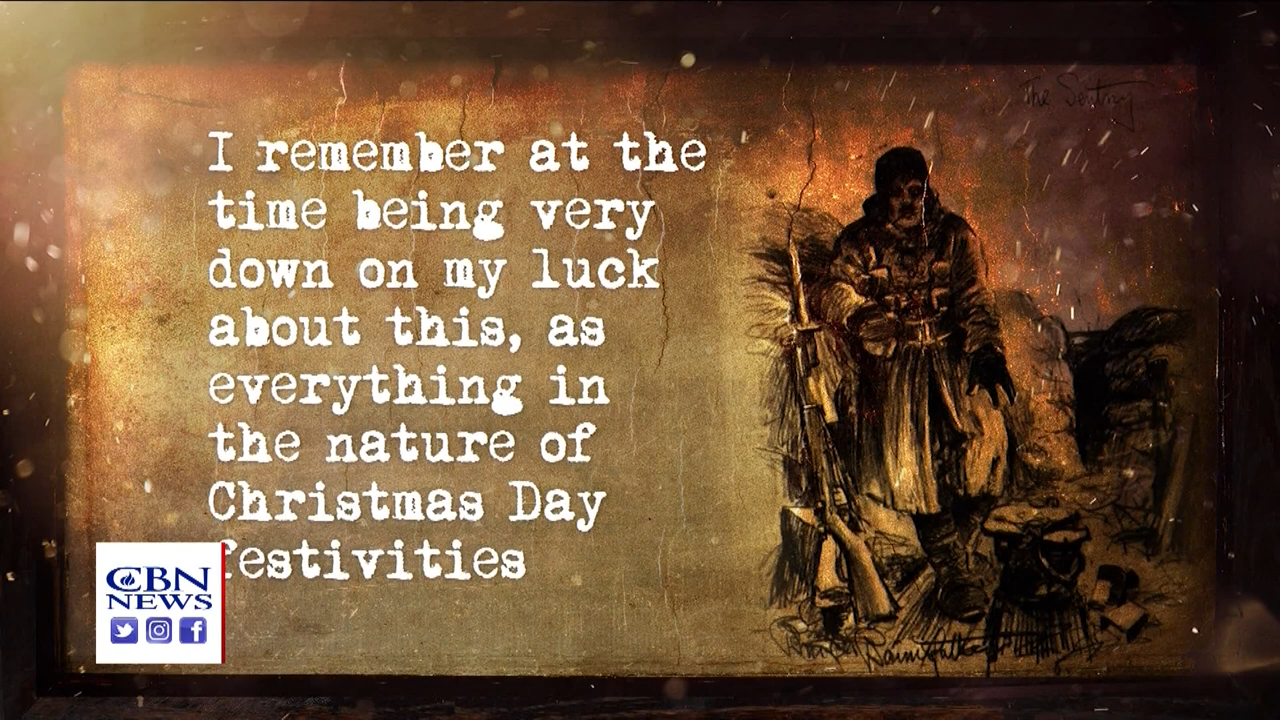 The Sentry
I remember at the
time being very
down on my luck
about this, as
everything in
the nature of
Christmas Day
festivities
CBN
NEWS